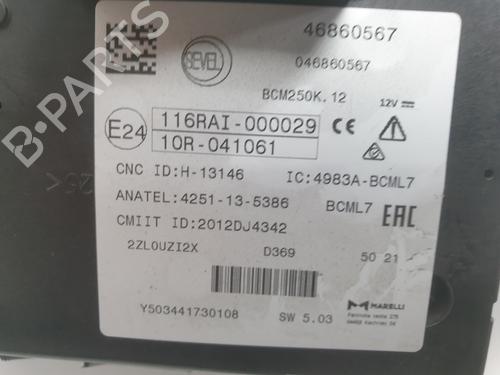 46860567
SEVEL
046860567
BCM250K.12
12V
E24
116RAI-000029
CE
10R-041061
CNC ID:H-13146
IC:4983A-BCML7
ANATEL:4251-13-5386
BCML7
EAC
CMIIT ID:2012DJ4342
2ZL0UZI2X
D369
50 21
MARELLI
Y503441730108
SW 5.03
B-PARTS